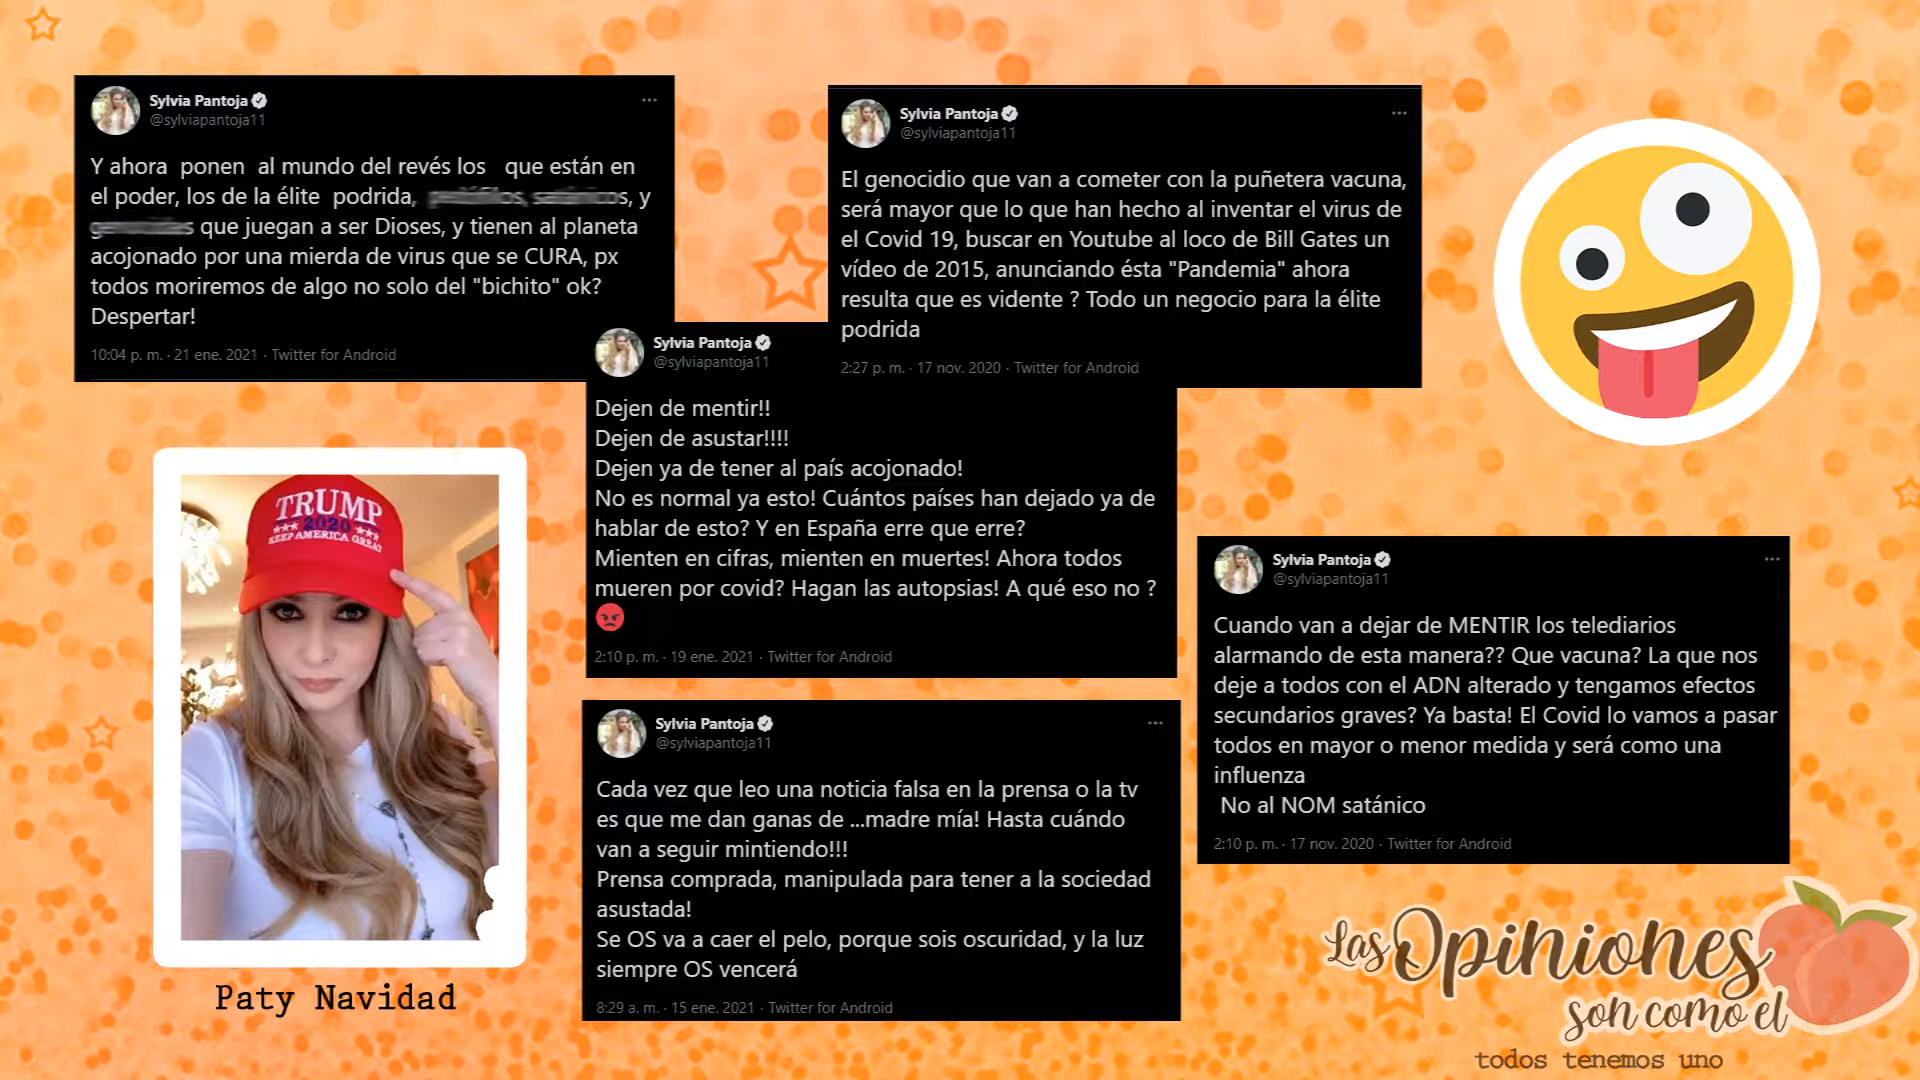 Sylvia Pantoja
@sylviapantoja11
Y ahora ponen al mundo del revés los que están en
el poder, los de la élite podrida, y
que juegan a ser Dioses, y tienen al planeta
acojonado por una mierda de virus que se CURA, px
todos moriremos de algo no solo del "bichito" ok?
Despertar!
10:04 p. m. · 21 ene. 2021 · Twitter for Android
Sylvia Pantoja
@sylviapantoja11
El genocidio que van a cometer con la puñetera vacuna,
será mayor que lo que han hecho al inventar el virus de
el Covid 19, buscar en Youtube al loco de Bill Gates un
vídeo de 2015, anunciando ésta "Pandemia" ahora
resulta que es vidente ? Todo un negocio para la élite
podrida
2:27 p. m. · 17 nov. 2020 · Twitter for Android
Sylvia Pantoja
@sylviapantoja11
Dejen de mentir!!
Dejen de asustar!!!!
Dejen ya de tener al país acojonado!
No es normal ya esto! Cuántos países han dejado ya de
hablar de esto? Y en España erre que erre?
Mienten en cifras, mienten en muertes! Ahora todos
mueren por covid? Hagan las autopsias! A qué eso no ?
2:10 p. m. · 19 ene. 2021 · Twitter for Android
TRUMP
2020
KEEP AMERICA GREAT
Paty Navidad
Sylvia Pantoja
@sylviapantoja11
Cada vez que leo una noticia falsa en la prensa o la tv
es que me dan ganas de ...madre mía! Hasta cuándo
van a seguir mintiendo!!!
Prensa comprada, manipulada para tener a la sociedad
asustada!
Se OS va a caer el pelo, porque sois oscuridad, y la luz
siempre OS vencerá
8:29 a. m. · 15 ene. 2021 · Twitter for Android
Sylvia Pantoja
@sylviapantoja11
Cuando van a dejar de MENTIR los telediarios
alarmando de esta manera?? Que vacuna? La que nos
deje a todos con el ADN alterado y tengamos efectos
secundarios graves? Ya basta! El Covid lo vamos a pasar
todos en mayor o menor medida y será como una
influenza
No al NOM satánico
2:10 p. m. · 17 nov. 2020 · Twitter for Android
Las Opiniones
son como el
todos tenemos uno